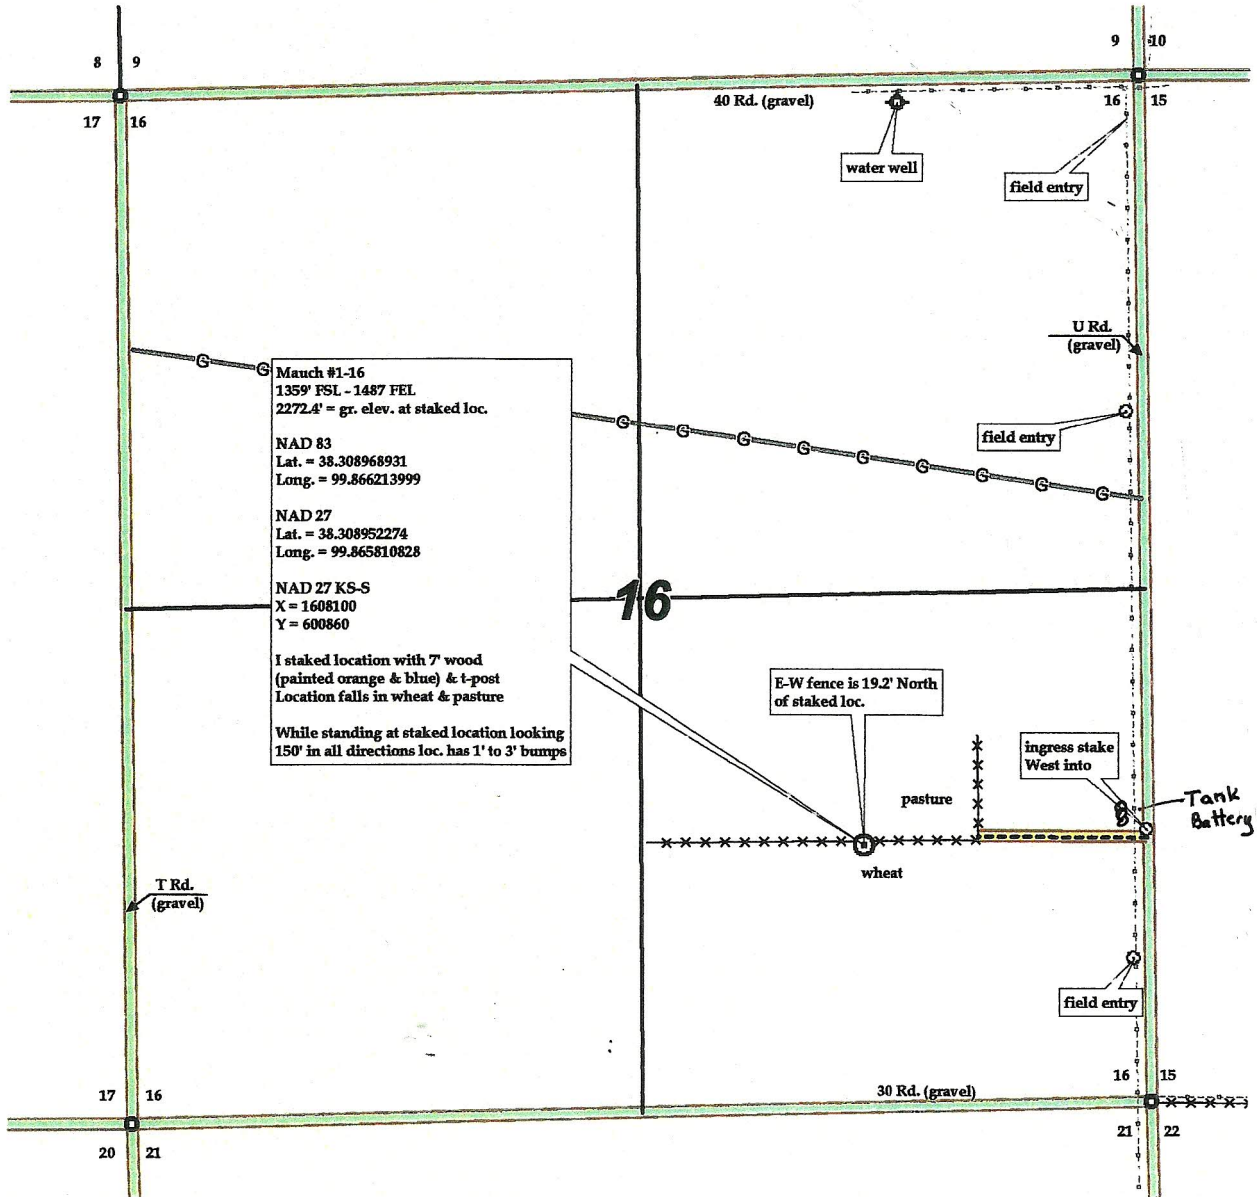 8 9
9 10
17 16
40 Rd. (gravel)
16 15
water well
field entry
U Rd.
(gravel)
G G G G G G G G G G G
field entry
Mauch #1-16
1359' FSL - 1487 FEL
2272.4' = gr. elev. at staked loc.
NAD 83
Lat. = 38.308968931
Long. = 99.866213999
NAD 27
Lat. = 38.308952274
Long. = 99.865810828
NAD 27 KS-S
X = 1608100
Y = 600860
I staked location with 7' wood
(painted orange & blue) & t-post
Location falls in wheat & pasture
While standing at staked location looking
150' in all directions loc. has 1' to 3' bumps
16
E-W fence is 19.2' North
of staked loc.
ingress stake
West into
pasture
Tank
Battery
wheat
T Rd.
(gravel)
field entry
17 16
30 Rd. (gravel)
16 15
20 21
21 22